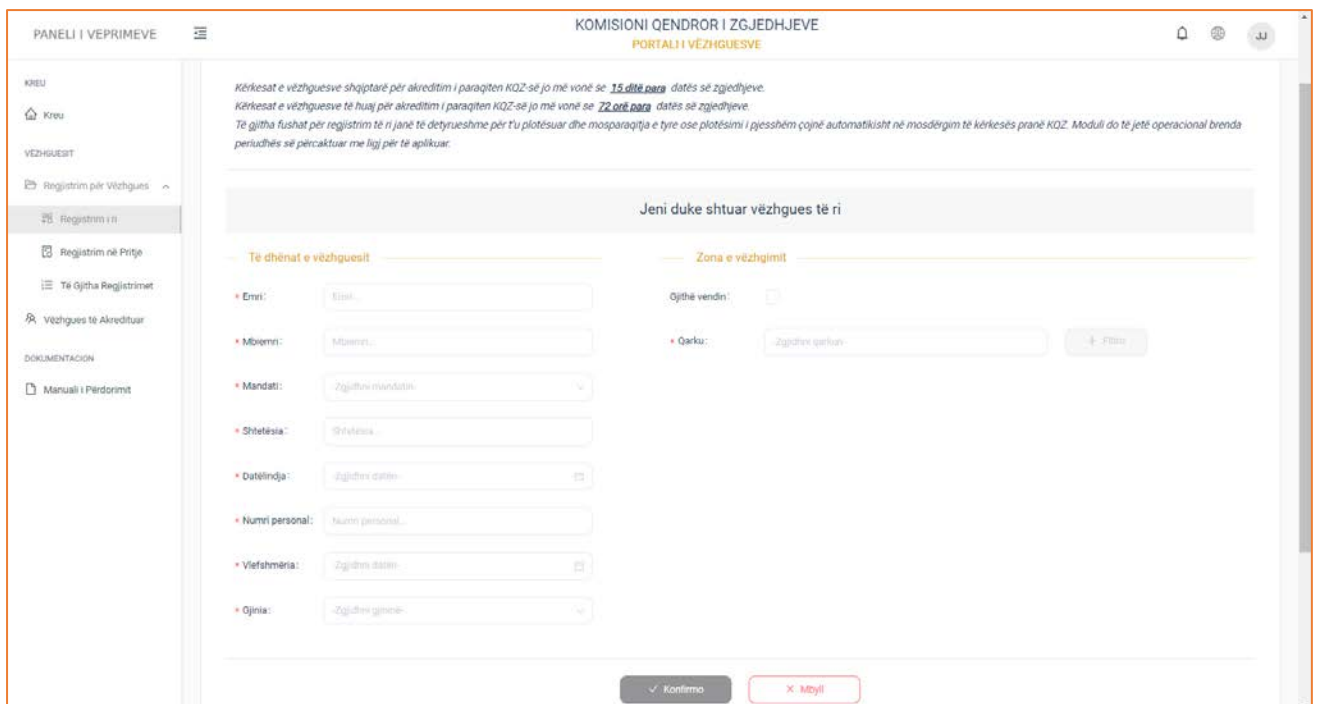 PANELI I VEPRIMEVE
KOMISIONI QENDROR I ZGJEDHJEVE
PORTALI I VËZHGUESVE
JJ
KREU
Kreu
VËZHGUESIT
Regjistrim për Vëzhgues
Regjistrim i ri
Regjistrim në Pritje
Të Gjitha Regjistrimet
Vëzhgues të Akredituar
DOKUMENTACION
Manuali i Përdorimit
Kërkesat e vëzhguesve shqiptarë për akreditim i paraqiten KQZ-së jo më vonë se 15 ditë para datës së zgjedhjeve.
Kërkesat e vëzhguesve të huaj për akreditim i paraqiten KQZ-së jo më vonë se 72 orë para datës së zgjedhjeve.
Të gjitha fushat për regjistrim të ri janë të detyrueshme për t'u plotësuar dhe mosparaqitja e tyre ose plotësimi i pjesshëm çojnë automatikisht në mosdërgim të kërkesës pranë KQZ. Moduli do të jetë operacional brenda
periudhës së përcaktuar me ligj për të aplikuar.
Jeni duke shtuar vëzhgues të ri
Të dhënat e vëzhguesit
Zona e vëzhgimit
* Emri: Emri...
Gjithë vendin:
* Mbiemri: Mbiemri...
* Qarku: -Zgjidhni qarkun-
+ Filtro
* Mandati: -Zgjidhni mandatin-
* Shtetësia: Shtetësia...
* Datëlindja: -Zgjidhni datën-
* Numri personal: Numri personal...
* Vlefshmëria: -Zgjidhni datën-
* Gjinia: -Zgjidhni gjininë-
Konfirmo
Mbyll